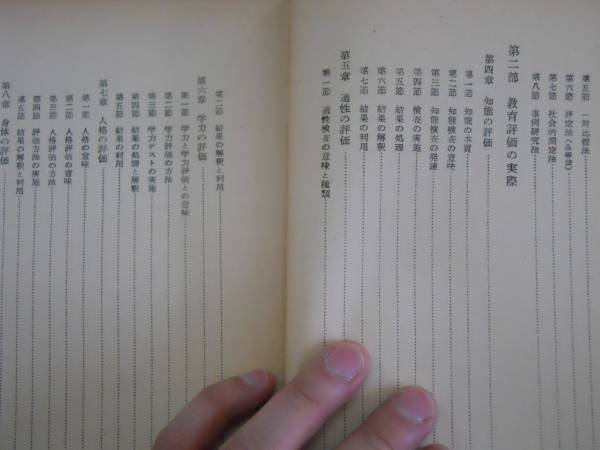 第五節 一対比較法
第六節 評定法(品等法)
第七節 社会的測定法
第八節 事例研究法
第二部 教育評価の実際
第四章 知能の評価
第一節 知能の本質
第二節 知能検査の意味
第三節 知能検査の発達
第四節 検査の実施
第五節 結果の処理
第六節 結果の解釈
第七節 結果の利用
第五章 適性の評価
第一節 適性検査の意味と種類
第二節 結果の解釈と利用
第六章 学力の評価
第一節 学力と学力評価との意味
第二節 学力評価の方法
第三節 学力テストの実施
第四節 結果の処理と解釈
第五節 結果の利用
第七章 人格の評価
第一節 人格の意味
第二節 人格評価の意味
第三節 人格評価の方法
第四節 評価方法の実施
第五節 結果の解釈と利用
第八章 身体の評価